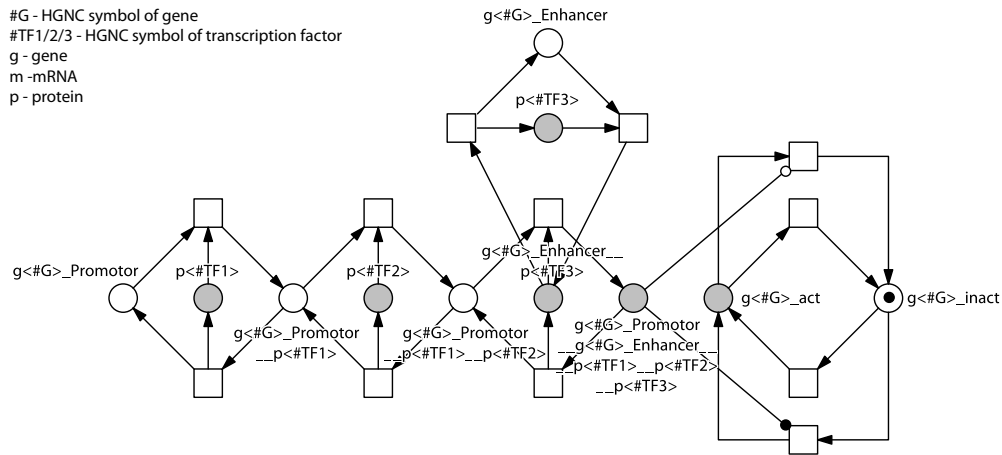 #G - HGNC symbol of gene
#TF1/2/3 - HGNC symbol of transcription factor
g - gene
m -mRNA
p - protein
g<#G>_Enhancer
p<#TF3>
g<#G>_Promotor
p<#TF1>
p<#TF2>
g<#G>_Enhancer__
p<#TF3>
g<#G>_act
g<#G>_inact
g<#G>_Promotor
__p<#TF1>
g<#G>_Promotor
__p<#TF1>__p<#TF2>
g<#G>_Promotor
__g<#G>_Enhancer__
__p<#TF1>__p<#TF2>
__p<#TF3>